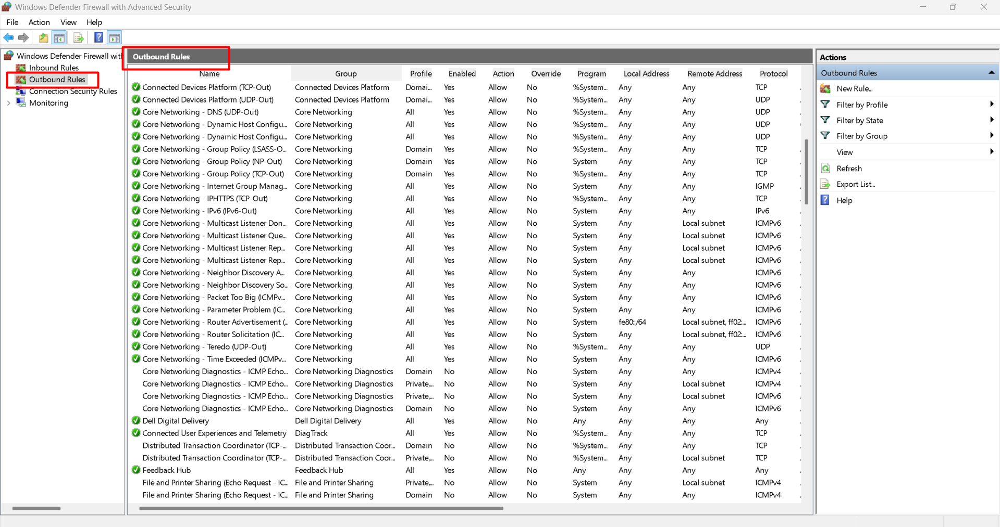 Windows Defender Firewall with Advanced Security
File Action View Help
Windows Defender Firewall with
Inbound Rules
Outbound Rules
Connection Security Rules
Monitoring
Outbound Rules
Name Group Profile Enabled Action Override Program Local Address Remote Address Protocol
Connected Devices Platform (TCP-Out) Connected Devices Platform Domai... Yes Allow No %System... Any Any TCP
Connected Devices Platform (UDP-Out) Connected Devices Platform Domai... Yes Allow No %System... Any Any UDP
Core Networking - DNS (UDP-Out) Core Networking All Yes Allow No %System... Any Any UDP
Core Networking - Dynamic Host Configu... Core Networking All Yes Allow No %System... Any Any UDP
Core Networking - Dynamic Host Configu... Core Networking All Yes Allow No %System... Any Any UDP
Core Networking - Group Policy (LSASS-O... Core Networking Domain Yes Allow No %System... Any Any TCP
Core Networking - Group Policy (NP-Out) Core Networking Domain Yes Allow No System Any Any TCP
Core Networking - Group Policy (TCP-Out) Core Networking Domain Yes Allow No %System... Any Any TCP
Core Networking - Internet Group Manag... Core Networking All Yes Allow No System Any Any IGMP
Core Networking - IPHTTPS (TCP-Out) Core Networking All Yes Allow No %System... Any Any TCP
Core Networking - IPv6 (IPv6-Out) Core Networking All Yes Allow No System Any Any IPv6
Core Networking - Multicast Listener Don... Core Networking All Yes Allow No System Any Local subnet ICMPv6
Core Networking - Multicast Listener Que... Core Networking All Yes Allow No System Any Local subnet ICMPv6
Core Networking - Multicast Listener Rep... Core Networking All Yes Allow No System Any Local subnet ICMPv6
Core Networking - Multicast Listener Rep... Core Networking All Yes Allow No System Any Local subnet ICMPv6
Core Networking - Neighbor Discovery A... Core Networking All Yes Allow No System Any Any ICMPv6
Core Networking - Neighbor Discovery So... Core Networking All Yes Allow No System Any Any ICMPv6
Core Networking - Packet Too Big (ICMPv... Core Networking All Yes Allow No System Any Any ICMPv6
Core Networking - Parameter Problem (IC... Core Networking All Yes Allow No System Any Any ICMPv6
Core Networking - Router Advertisement (... Core Networking All Yes Allow No System fe80::/64 Local subnet, ff02:... ICMPv6
Core Networking - Router Solicitation (IC... Core Networking All Yes Allow No System Any Local subnet, ff02:... ICMPv6
Core Networking - Teredo (UDP-Out) Core Networking All Yes Allow No %System... Any Any UDP
Core Networking - Time Exceeded (ICMPv... Core Networking All Yes Allow No System Any Any ICMPv6
Core Networking Diagnostics - ICMP Echo... Core Networking Diagnostics Domain No Allow No System Any Any ICMPv4
Core Networking Diagnostics - ICMP Echo... Core Networking Diagnostics Private,... No Allow No System Any Local subnet ICMPv4
Core Networking Diagnostics - ICMP Echo... Core Networking Diagnostics Private,... No Allow No System Any Local subnet ICMPv6
Core Networking Diagnostics - ICMP Echo... Core Networking Diagnostics Domain No Allow No System Any Any ICMPv6
Dell Digital Delivery Dell Digital Delivery All Yes Allow No Any Any Any Any
Connected User Experiences and Telemetry DiagTrack All Yes Allow No %System... Any Any TCP
Distributed Transaction Coordinator (TCP-... Distributed Transaction Coor... Domain No Allow No %System... Any Any TCP
Distributed Transaction Coordinator (TCP-... Distributed Transaction Coor... Private,... No Allow No %System... Any Local subnet TCP
Feedback Hub Feedback Hub All Yes Allow No Any Any Any Any
File and Printer Sharing (Echo Request - IC... File and Printer Sharing Private,... No Allow No System Any Local subnet ICMPv4
File and Printer Sharing (Echo Request - IC... File and Printer Sharing Domain No Allow No System Any Any ICMPv4
Actions
Outbound Rules
New Rule...
Filter by Profile
Filter by State
Filter by Group
View
Refresh
Export List...
Help